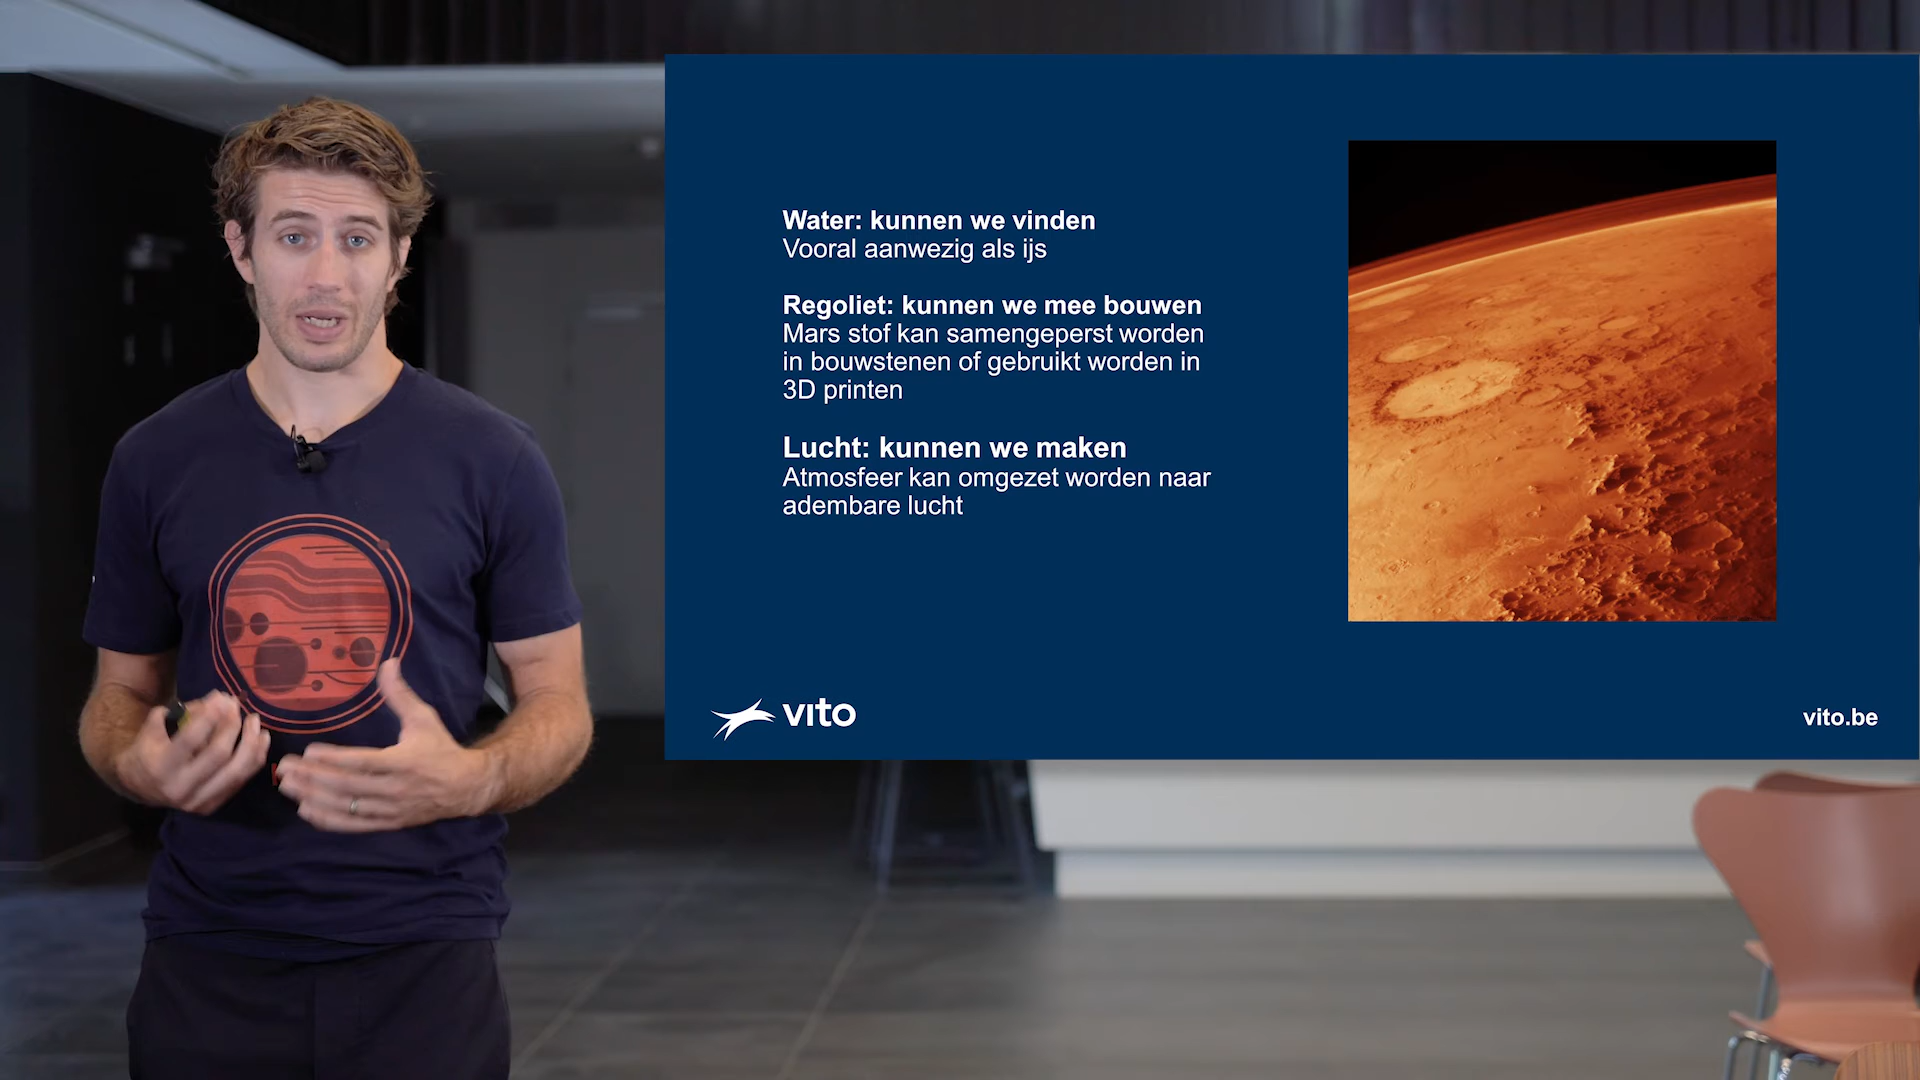 Water: kunnen we vinden
Vooral aanwezig als ijs
Regoliet: kunnen we mee bouwen
Mars stof kan samengeperst worden
in bouwstenen of gebruikt worden in
3D printen
Lucht: kunnen we maken
Atmosfeer kan omgezet worden naar
adembare lucht
vito
vito.be